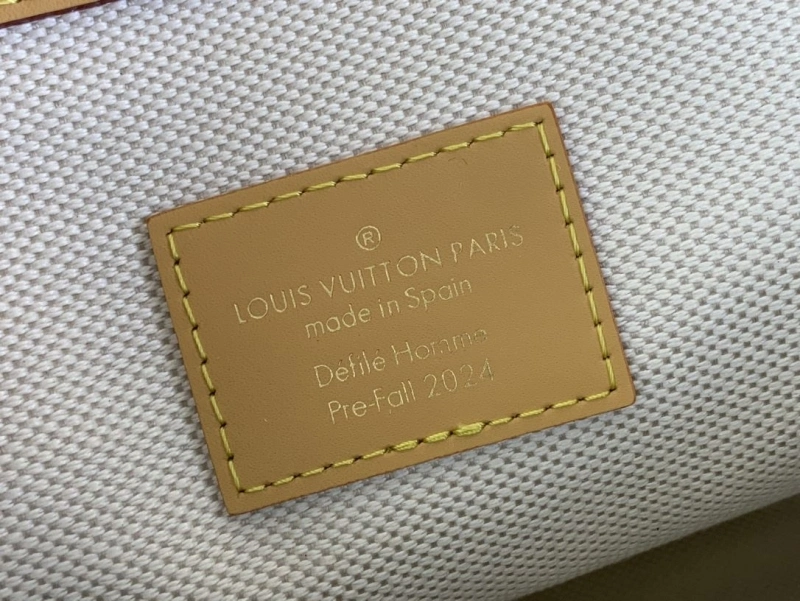 ®
LOUIS VUITTON PARIS
made in Spain
Défilé Homme
Pre-Fall 2024